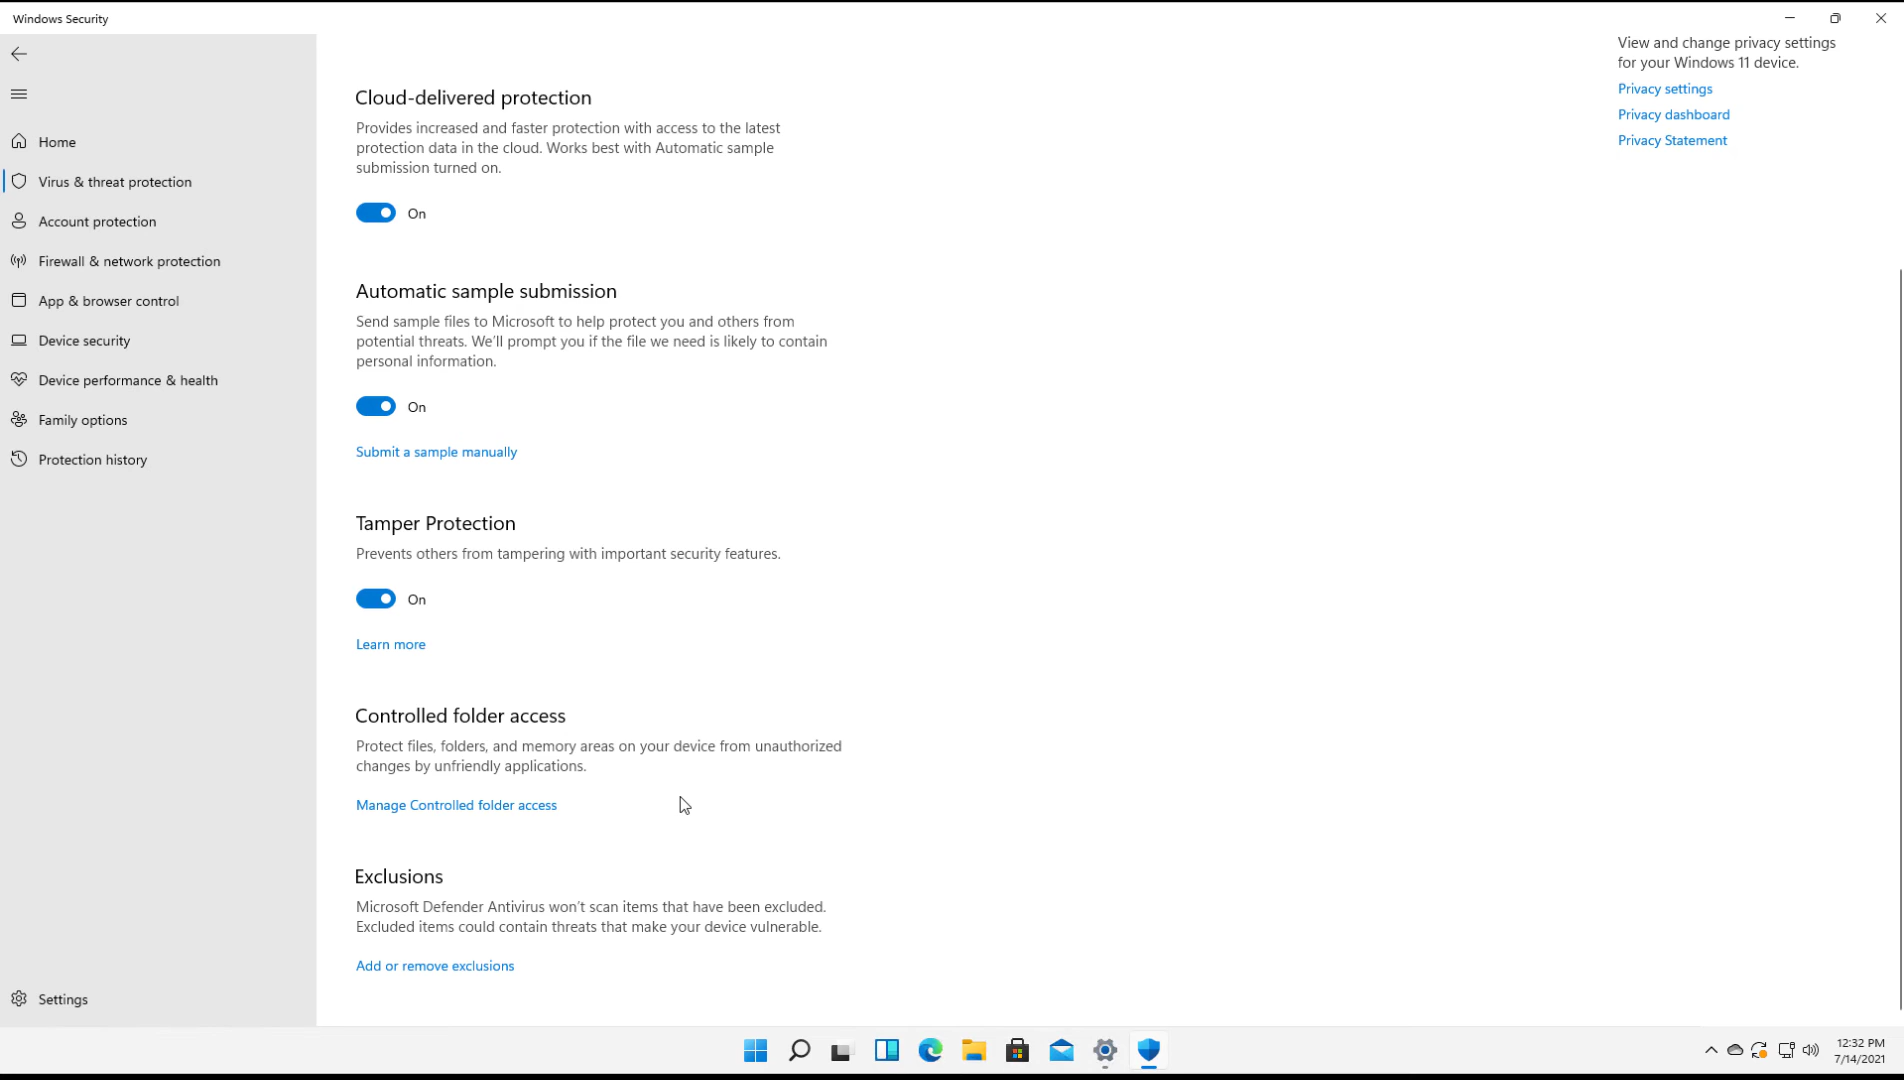 Windows Security
Home
Virus & threat protection
Account protection
Firewall & network protection
App & browser control
Device security
Device performance & health
Family options
Protection history
Settings
Cloud-delivered protection
Provides increased and faster protection with access to the latest
protection data in the cloud. Works best with Automatic sample
submission turned on.
On
Automatic sample submission
Send sample files to Microsoft to help protect you and others from
potential threats. We'll prompt you if the file we need is likely to contain
personal information.
On
Submit a sample manually
Tamper Protection
Prevents others from tampering with important security features.
On
Learn more
Controlled folder access
Protect files, folders, and memory areas on your device from unauthorized
changes by unfriendly applications.
Manage Controlled folder access
Exclusions
Microsoft Defender Antivirus won't scan items that have been excluded.
Excluded items could contain threats that make your device vulnerable.
Add or remove exclusions
View and change privacy settings
for your Windows 11 device.
Privacy settings
Privacy dashboard
Privacy Statement
12:32 PM
7/14/2021